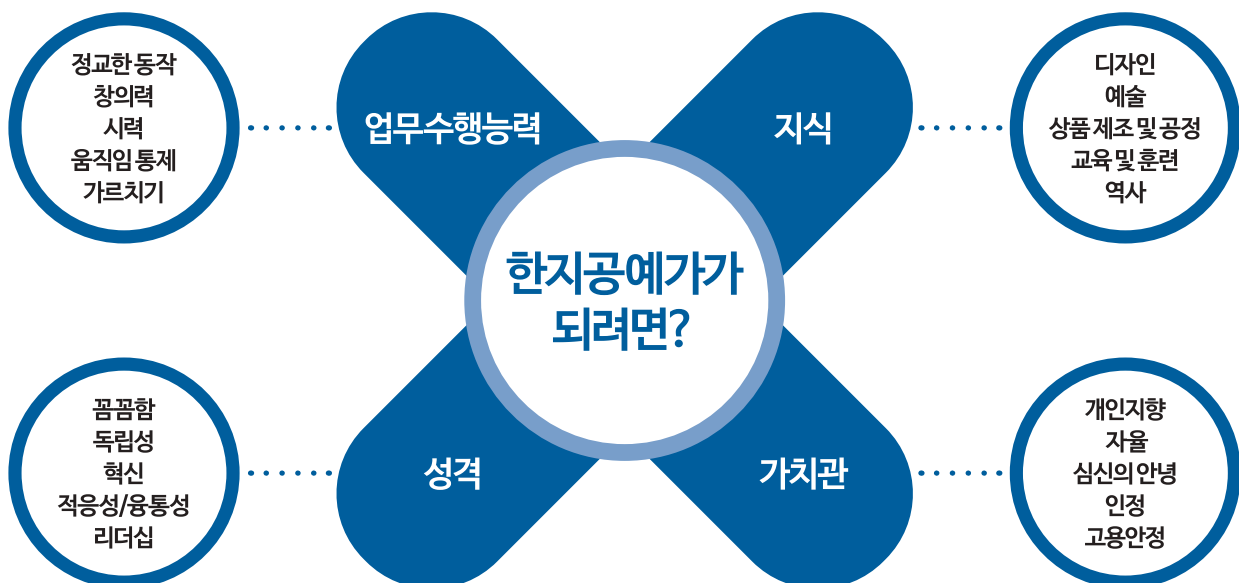 정교한 동작
창의력
시력
움직임 통제
가르치기
업무수행능력
지식
디자인
예술
상품 제조 및 공정
교육 및 훈련
역사
한지공예가가
되려면?
꼼꼼함
독립성
혁신
적응성/융통성
리더십
성격
가치관
개인지향
자율
심신의 안녕
인정
고용안정